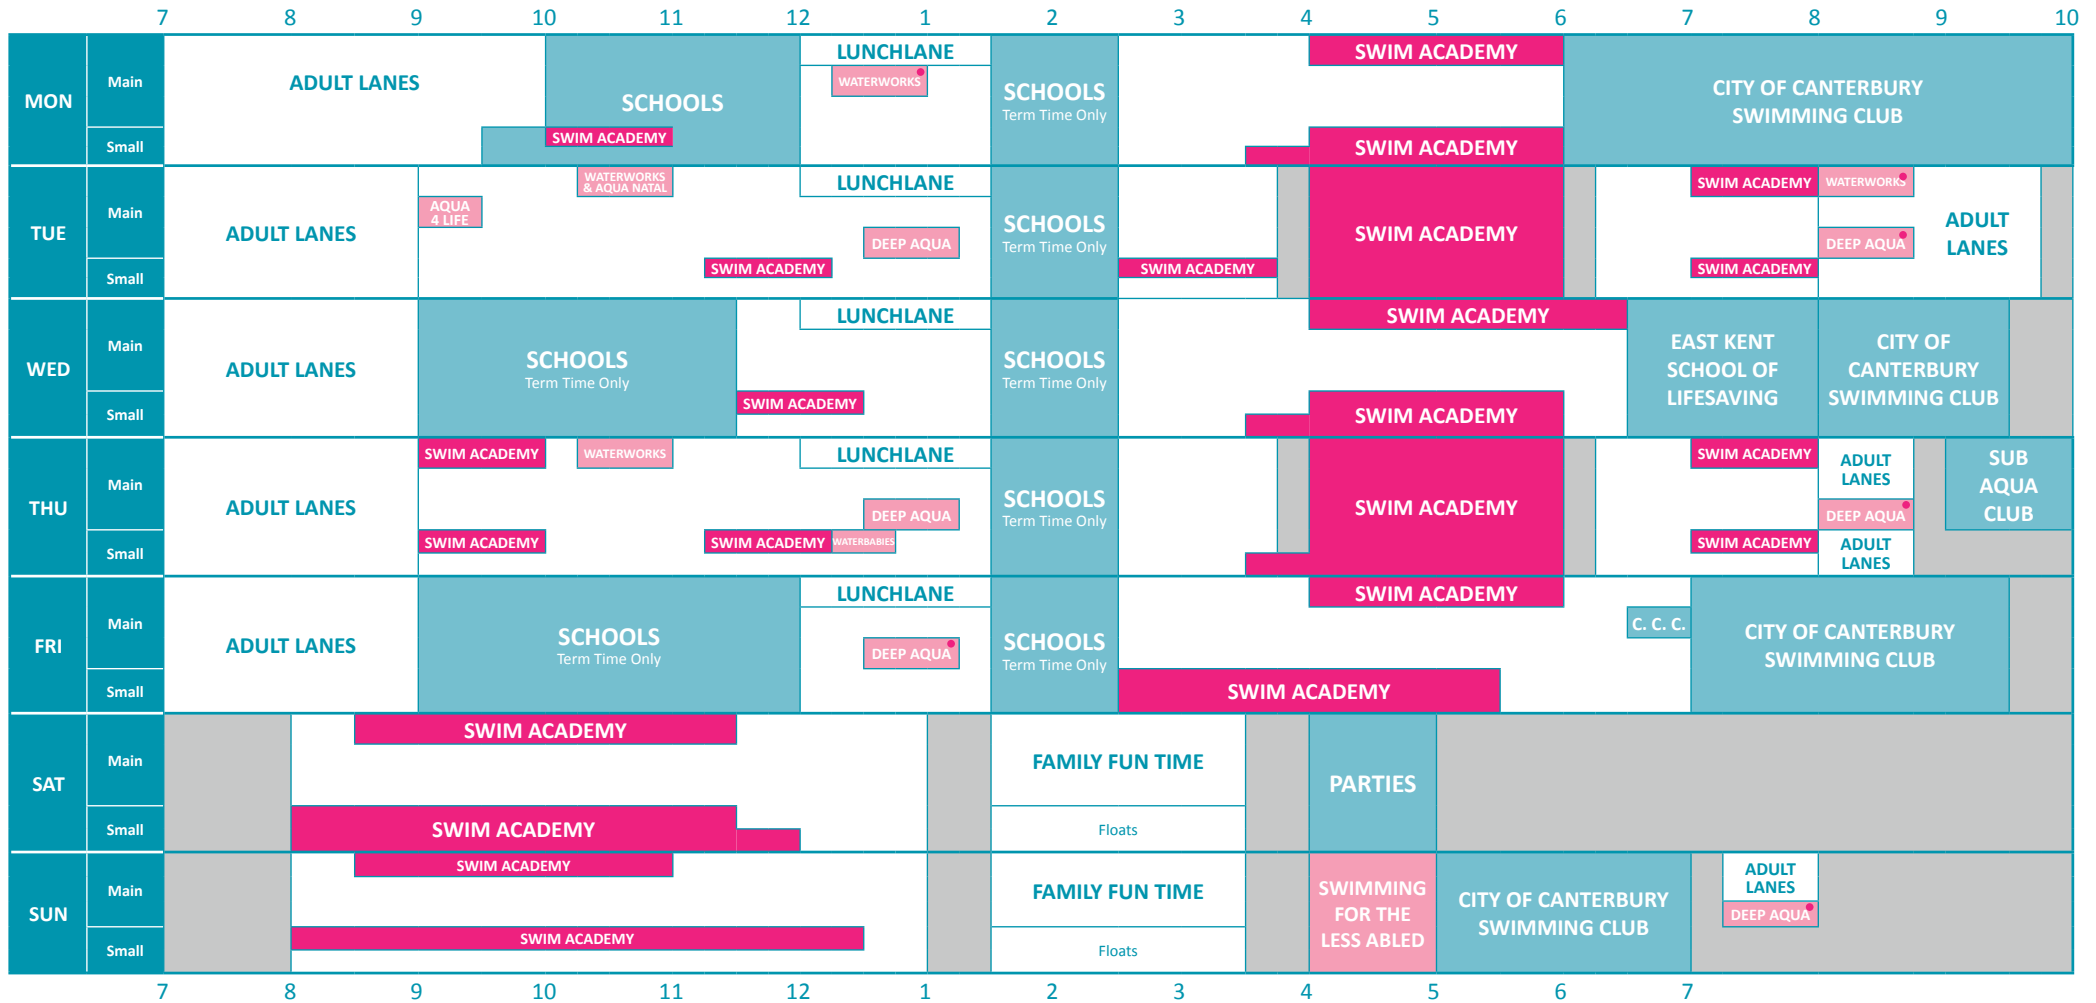 7 8 9 10 11 12 1 2 3 4 5 6 7 8 9 10
MON
Main
Small
ADULT LANES
SCHOOLS
SWIM ACADEMY
LUNCHLANE
WATERWORKS
SCHOOLS
Term Time Only
SWIM ACADEMY
SWIM ACADEMY
CITY OF CANTERBURY
SWIMMING CLUB
TUE
Main
Small
ADULT LANES
AQUA
4 LIFE
WATERWORKS
& AQUA NATAL
SWIM ACADEMY
LUNCHLANE
DEEP AQUA
SCHOOLS
Term Time Only
SWIM ACADEMY
SWIM ACADEMY
SWIM ACADEMY
SWIM ACADEMY
WATERWORKS
DEEP AQUA
ADULT
LANES
WED
Main
Small
ADULT LANES
SCHOOLS
Term Time Only
SWIM ACADEMY
LUNCHLANE
SCHOOLS
Term Time Only
SWIM ACADEMY
SWIM ACADEMY
EAST KENT
SCHOOL OF
LIFESAVING
CITY OF
CANTERBURY
SWIMMING CLUB
THU
Main
Small
ADULT LANES
SWIM ACADEMY
SWIM ACADEMY
WATERWORKS
SWIM ACADEMY
WATERBABIES
LUNCHLANE
DEEP AQUA
SCHOOLS
Term Time Only
SWIM ACADEMY
SWIM ACADEMY
SWIM ACADEMY
ADULT
LANES
DEEP AQUA
ADULT
LANES
SUB
AQUA
CLUB
FRI
Main
Small
ADULT LANES
SCHOOLS
Term Time Only
LUNCHLANE
DEEP AQUA
SCHOOLS
Term Time Only
SWIM ACADEMY
SWIM ACADEMY
C. C. C.
CITY OF CANTERBURY
SWIMMING CLUB
SAT
Main
Small
SWIM ACADEMY
SWIM ACADEMY
FAMILY FUN TIME
Floats
PARTIES
SUN
Main
Small
SWIM ACADEMY
SWIM ACADEMY
FAMILY FUN TIME
Floats
SWIMMING
FOR THE
LESS ABLED
CITY OF CANTERBURY
SWIMMING CLUB
ADULT
LANES
DEEP AQUA
7 8 9 10 11 12 1 2 3 4 5 6 7